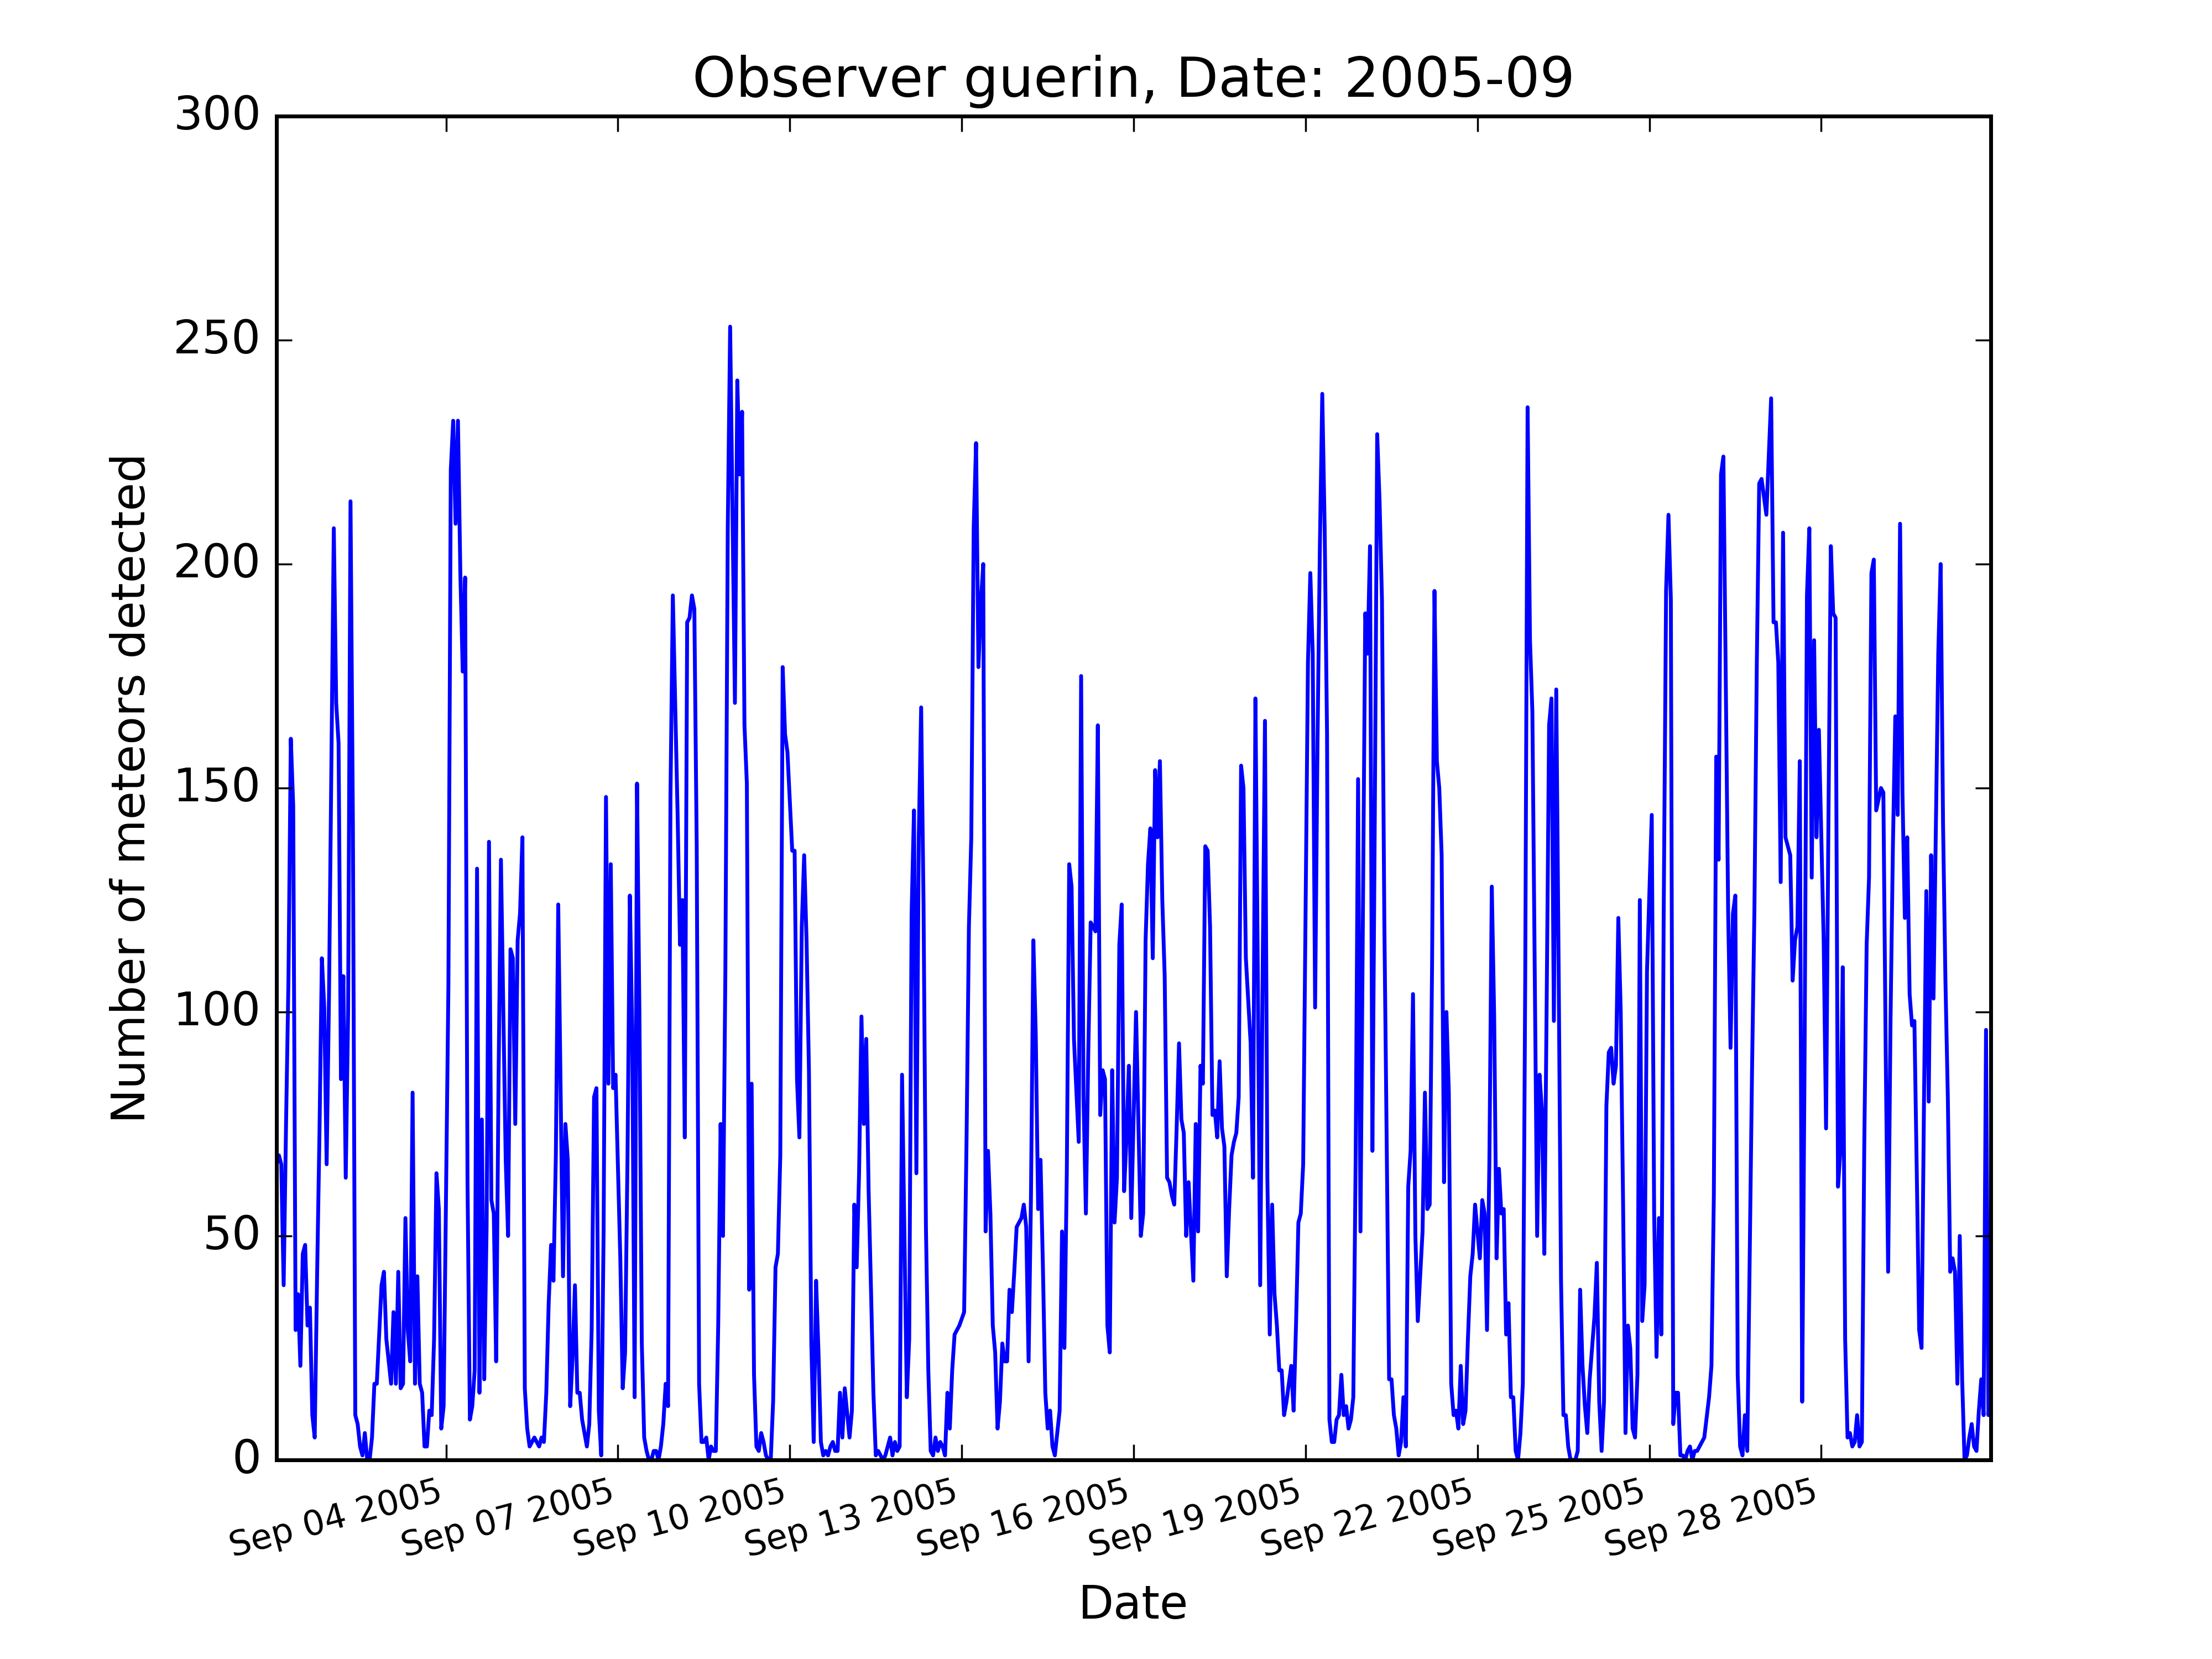 Observer guerin, Date: 2005-09
300
250
200
150
100
50
0
Number of meteors detected
Sep 04 2005
Sep 07 2005
Sep 10 2005
Sep 13 2005
Sep 16 2005
Sep 19 2005
Sep 22 2005
Sep 25 2005
Sep 28 2005
Date